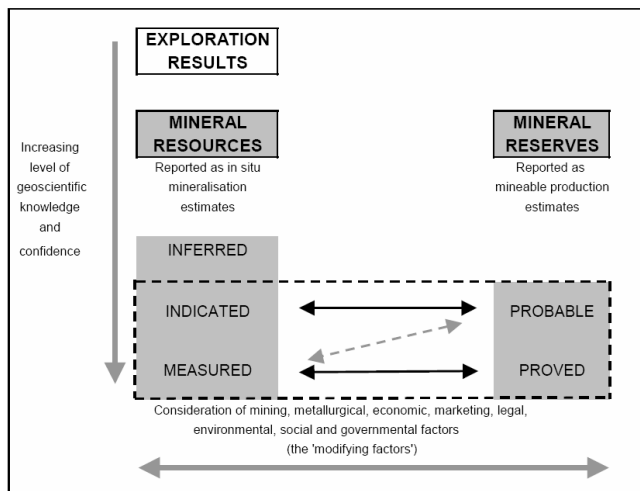 EXPLORATION
RESULTS
MINERAL
RESOURCES
MINERAL
RESERVES
Increasing
level of
geoscientific
knowledge
and
confidence
Reported as in situ
mineralisation
estimates
Reported as
mineable production
estimates
INFERRED
INDICATED
PROBABLE
MEASURED
PROVED
Consideration of mining, metallurgical, economic, marketing, legal,
environmental, social and governmental factors
(the 'modifying factors')